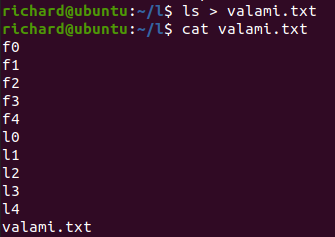 richard@ubuntu:~/l$ ls > valami.txt
richard@ubuntu:~/l$ cat valami.txt
f0
f1
f2
f3
f4
l0
l1
l2
l3
l4
valami.txt